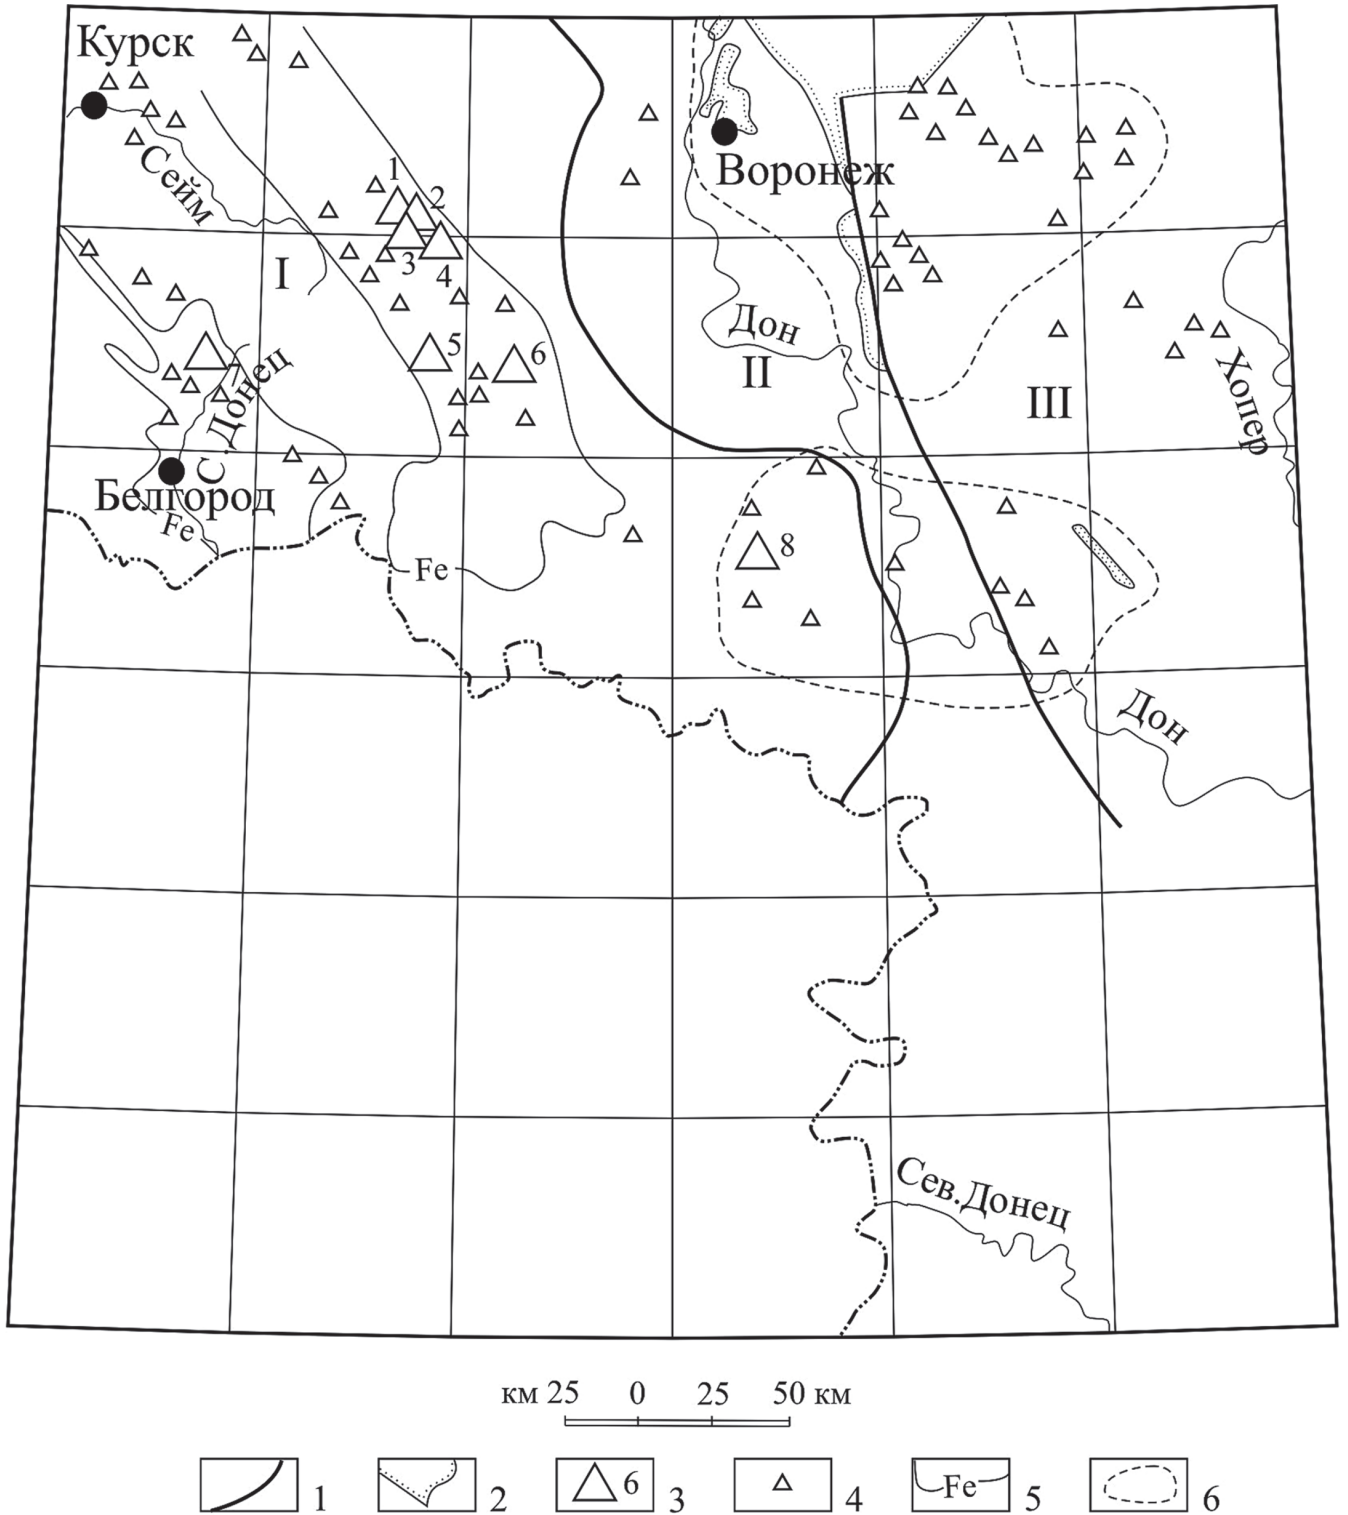 Курск
Сейм
Воронеж
1
2
3
4
I
Дон
II
III
Хопер
5
6
7
С. Донец
Белгород
Fe
Fe
8
Дон
Сев.Донец
км 25 0 25 50 км
6
Fe
1 2 3 4 5 6